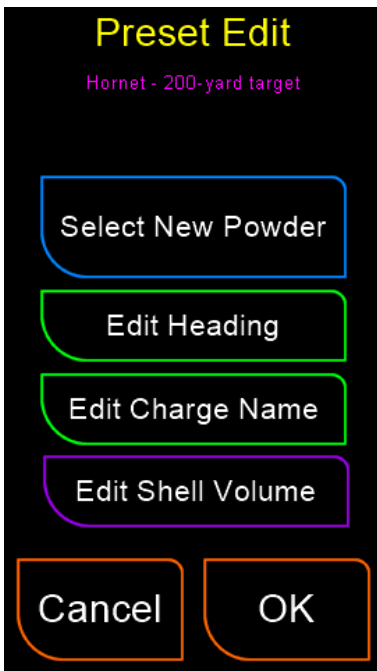 Preset Edit
Hornet - 200-yard target
Select New Powder
Edit Heading
Edit Charge Name
Edit Shell Volume
Cancel OK